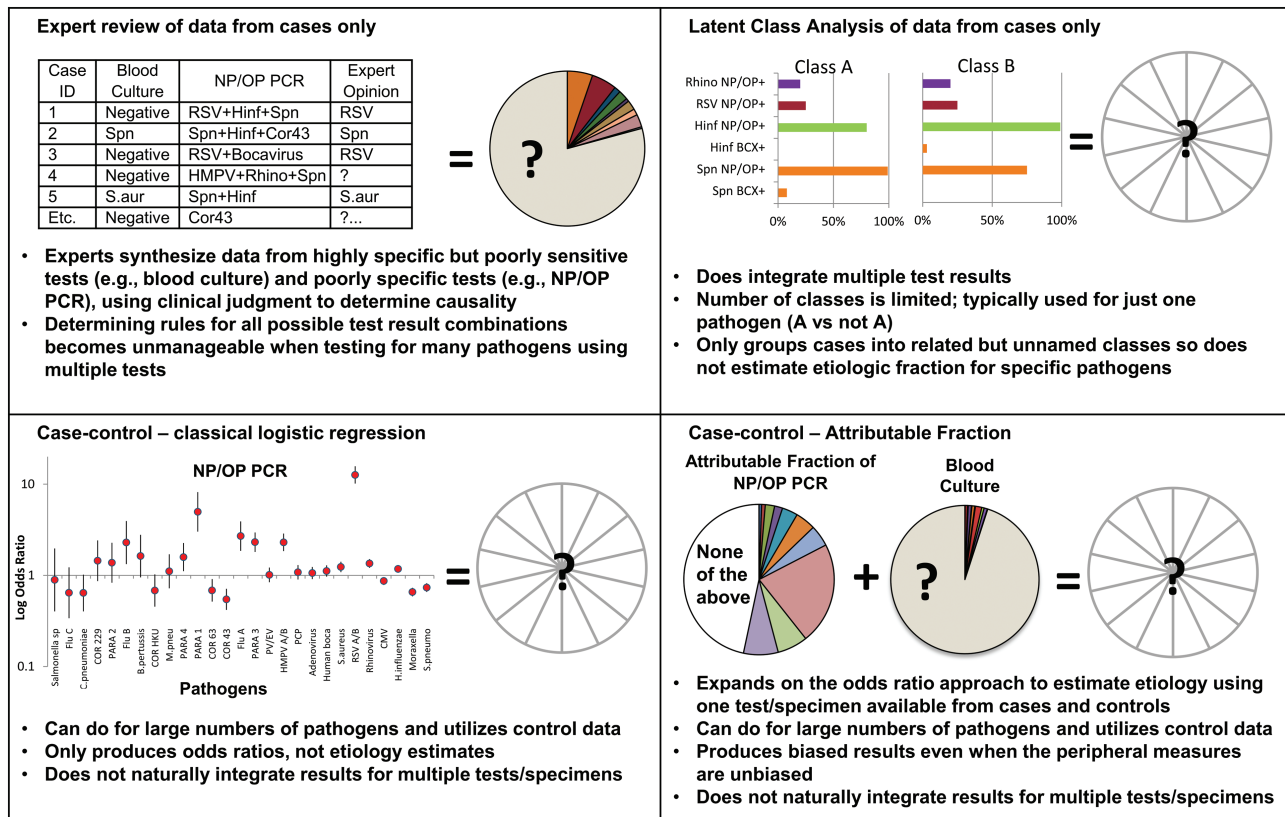 Expert review of data from cases only
Case ID Blood Culture NP/OP PCR Expert Opinion
1 Negative RSV+Hinf+Spn RSV
2 Spn Spn+Hinf+Cor43 Spn
3 Negative RSV+Bocavirus RSV
4 Negative HMPV+Rhino+Spn ?
5 S.aur Spn+Hinf S.aur
Etc. Negative Cor43 ?...
=
?
• Experts synthesize data from highly specific but poorly sensitive
tests (e.g., blood culture) and poorly specific tests (e.g., NP/OP
PCR), using clinical judgment to determine causality
• Determining rules for all possible test result combinations
becomes unmanageable when testing for many pathogens using
multiple tests
Latent Class Analysis of data from cases only
Class A
Class B
Rhino NP/OP+
RSV NP/OP+
Hinf NP/OP+
Hinf BCX+
Spn NP/OP+
Spn BCX+
0% 50% 100%
0% 50% 100%
=
?
• Does integrate multiple test results
• Number of classes is limited; typically used for just one
pathogen (A vs not A)
• Only groups cases into related but unnamed classes so does
not estimate etiologic fraction for specific pathogens
Case-control – classical logistic regression
NP/OP PCR
Log Odds Ratio
10
1
0.1
Salmonella sp
Flu C
C.pneumoniae
COR 229
PARA 2
Flu B
B.pertussis
COR HKU
M.pneu
PARA 4
PARA 1
COR 63
COR 43
Flu A
PARA 3
PV/EV
HMPV A/B
PCP
Adenovirus
Human boca
S.aureus
RSV A/B
Rhinovirus
CMV
H.influenzae
Moraxella
S.pneumo
Pathogens
=
?
• Can do for large numbers of pathogens and utilizes control data
• Only produces odds ratios, not etiology estimates
• Does not naturally integrate results for multiple tests/specimens
Case-control – Attributable Fraction
Attributable Fraction of
NP/OP PCR
Blood
Culture
None
of the
above
+
?
=
?
• Expands on the odds ratio approach to estimate etiology using
one test/specimen available from cases and controls
• Can do for large numbers of pathogens and utilizes control data
• Produces biased results even when the peripheral measures
are unbiased
• Does not naturally integrate results for multiple tests/specimens